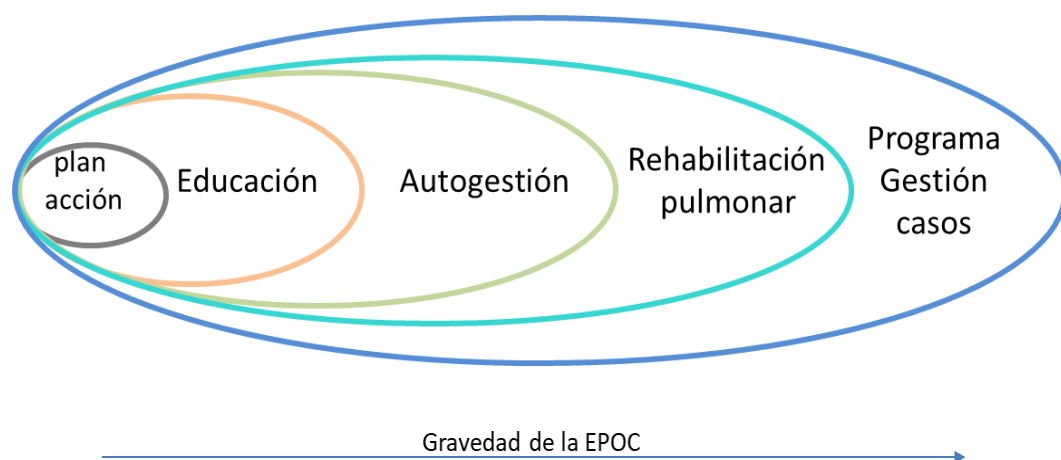 plan
acción
Educación
Autogestión
Rehabilitación
pulmonar
Programa
Gestión
casos
Gravedad de la EPOC